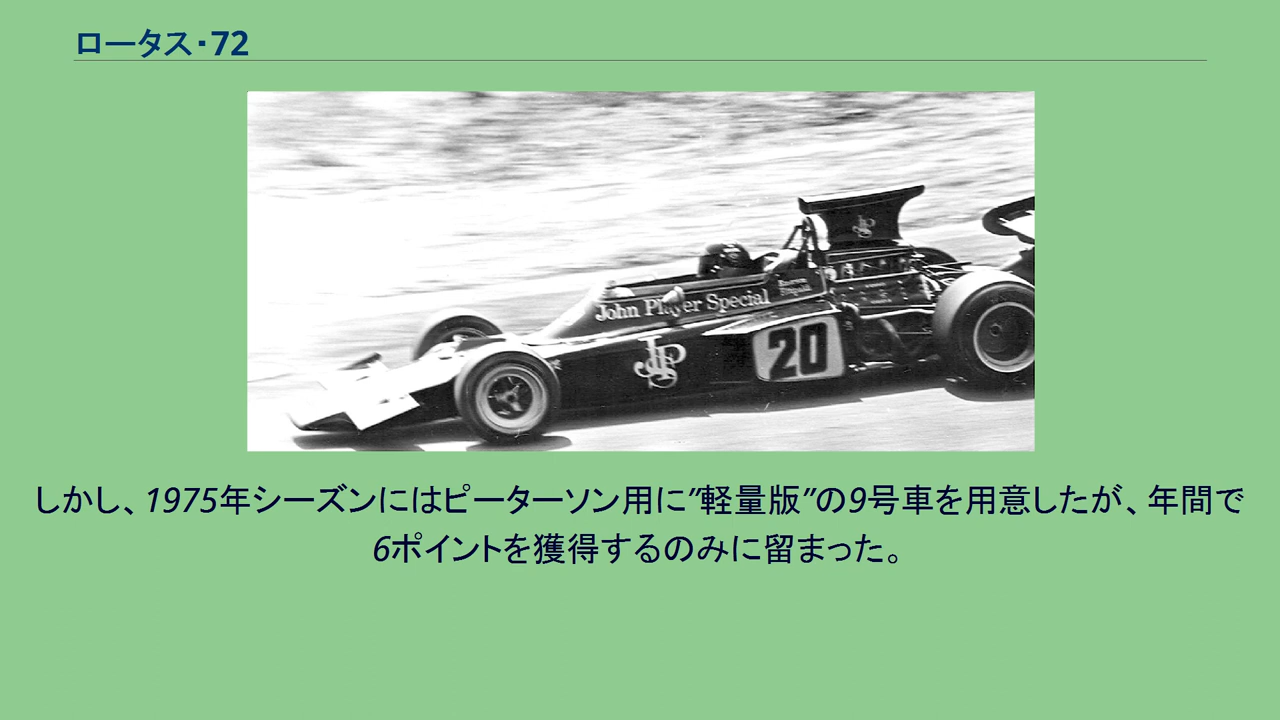 ロータス・72
John Player Special
JPS
20
JPS
しかし、1975年シーズンにはピーターソン用に″軽量版″の9号車を用意したが、年間で
6ポイントを獲得するのみに留まった。